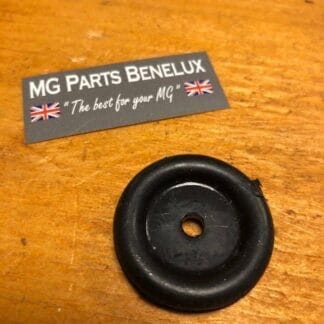 MG PARTS BENELUX
"The best for your MG"